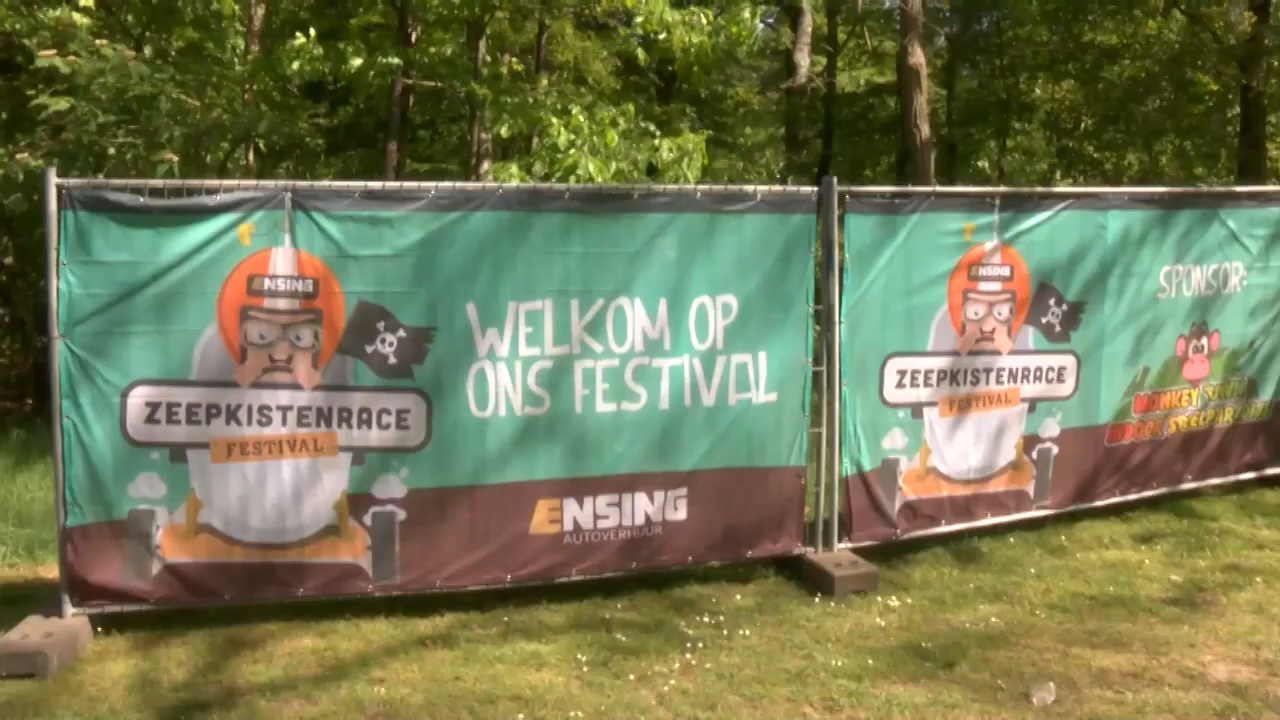 ENSING
ZEEPKISTENRACE
FESTIVAL
WELKOM OP
ONS FESTIVAL
ENSING
AUTOVERHUUR
ENSING
ZEEPKISTENRACE
FESTIVAL
SPONSOR:
MONKEY TOWN
INDOOR SPEELPARADIJS